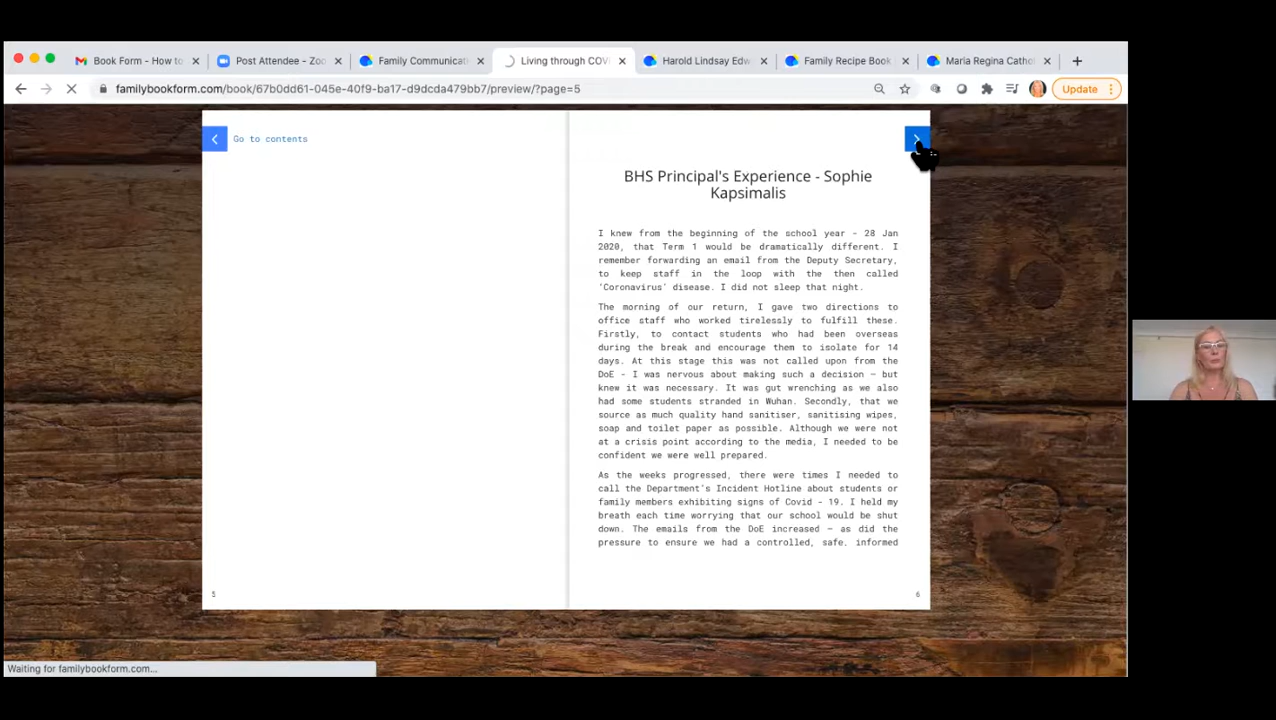 Book Form - How to
Post Attendee - Zoo
Family Communicat
Living through COV
Harold Lindsay Edw
Family Recipe Book
Maria Regina Catho
familybookform.com/book/67b0dd61-045e-40f9-ba17-d9dcda479bb7/preview/?page=5
Update
Go to contents
BHS Principal's Experience - Sophie
Kapsimalis
I knew from the beginning of the school year - 28 Jan
2020, that Term 1 would be dramatically different. I
remember forwarding an email from the Deputy Secretary,
to keep staff in the loop with the then called
'Coronavirus' disease. I did not sleep that night.
The morning of our return, I gave two directions to
office staff who worked tirelessly to fulfill these.
Firstly, to contact students who had been overseas
during the break and encourage them to isolate for 14
days. At this stage this was not called upon from the
DoE - I was nervous about making such a decision – but
knew it was necessary. It was gut wrenching as we also
had some students stranded in Wuhan. Secondly, that we
source as much quality hand sanitiser, sanitising wipes,
soap and toilet paper as possible. Although we were not
at a crisis point according to the media, I needed to be
confident we were well prepared.
As the weeks progressed, there were times I needed to
call the Department's Incident Hotline about students or
family members exhibiting signs of Covid - 19. I held my
breath each time worrying that our school would be shut
down. The emails from the DoE increased – as did the
pressure to ensure we had a controlled, safe, informed
5
6
Waiting for familybookform.com...